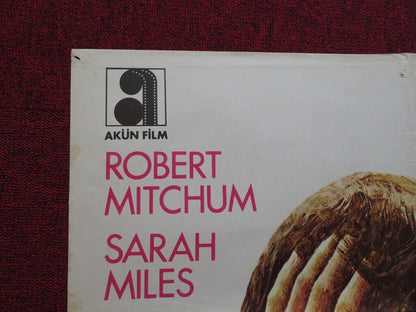 AKÜN FİLM
ROBERT
MITCHUM
SARAH
MILES